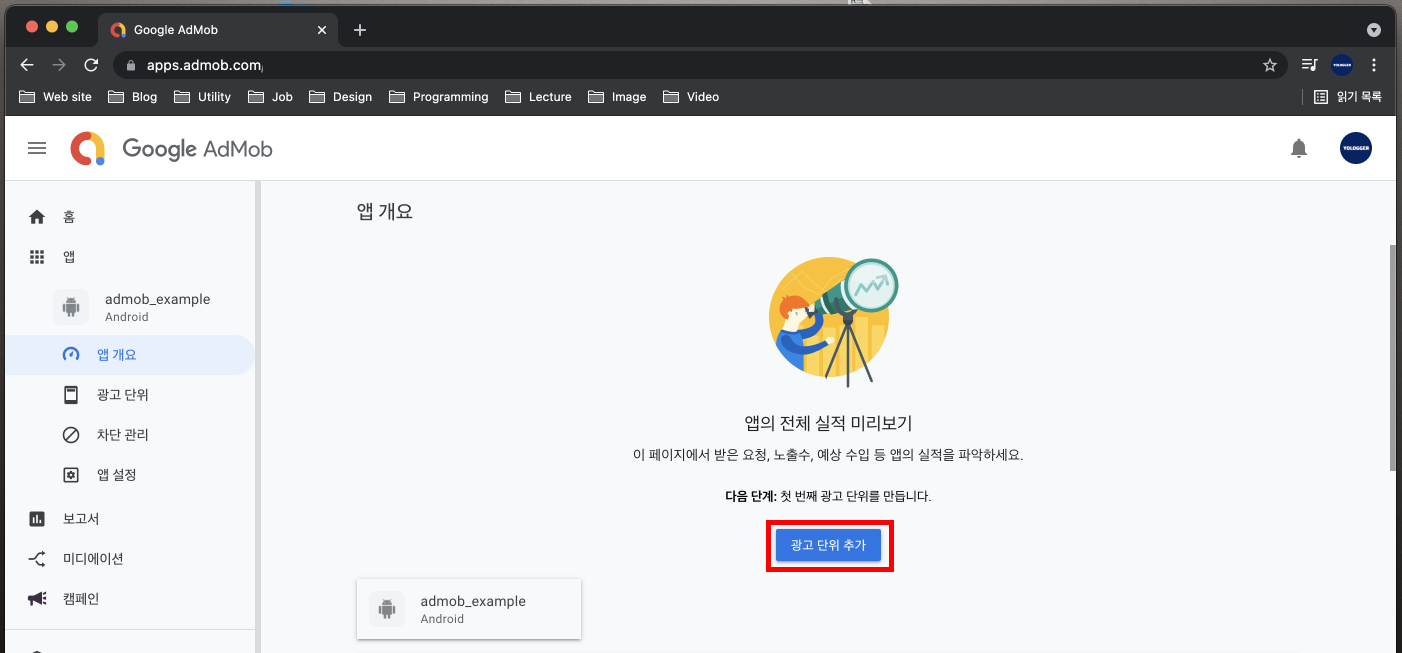 Google AdMob
apps.admob.com
Web site Blog Utility Job Design Programming Lecture Image Video 읽기 목록
Google AdMob
YOLOGGER
홈
앱
admob_example
Android
앱 개요
광고 단위
차단 관리
앱 설정
보고서
미디에이션
캠페인
앱 개요
앱의 전체 실적 미리보기
이 페이지에서 받은 요청, 노출수, 예상 수입 등 앱의 실적을 파악하세요.
다음 단계: 첫 번째 광고 단위를 만듭니다.
광고 단위 추가
admob_example
Android